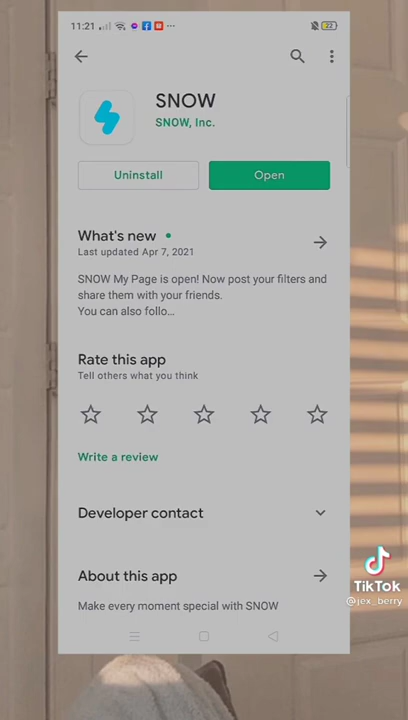 11:21
22
SNOW
SNOW, Inc.
Uninstall
Open
What's new
Last updated Apr 7, 2021
SNOW My Page is open! Now post your filters and
share them with your friends.
You can also follo...
Rate this app
Tell others what you think
Write a review
Developer contact
About this app
Make every moment special with SNOW
TikTok
@jex_berry